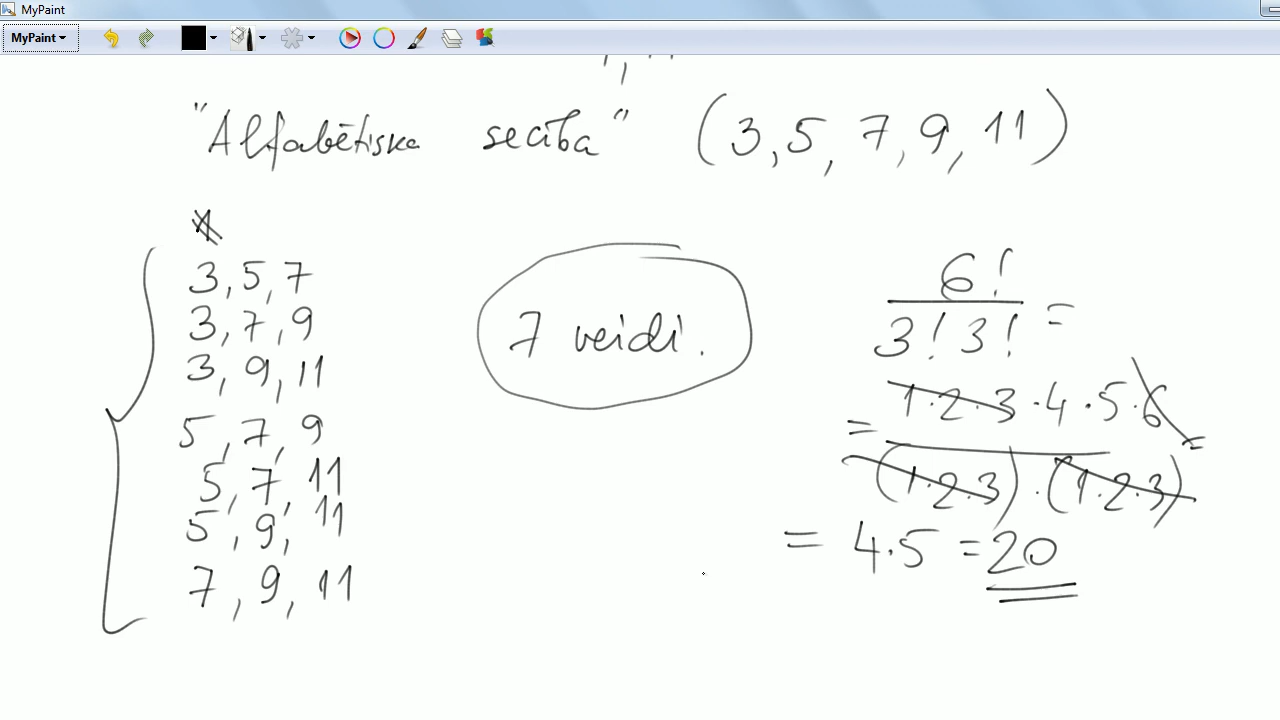 MyPaint
MyPaint
"Alfabētiska secība" (3, 5, 7, 9, 11)
3, 5, 7
3, 7, 9
3, 9, 11
5, 7, 9
5, 7, 11
5, 9, 11
7, 9, 11
7 veidi.
6!
3! 3! =
= 1·2·3·4·5·6
(1·2·3)·(1·2·3) =
= 4·5 = 20